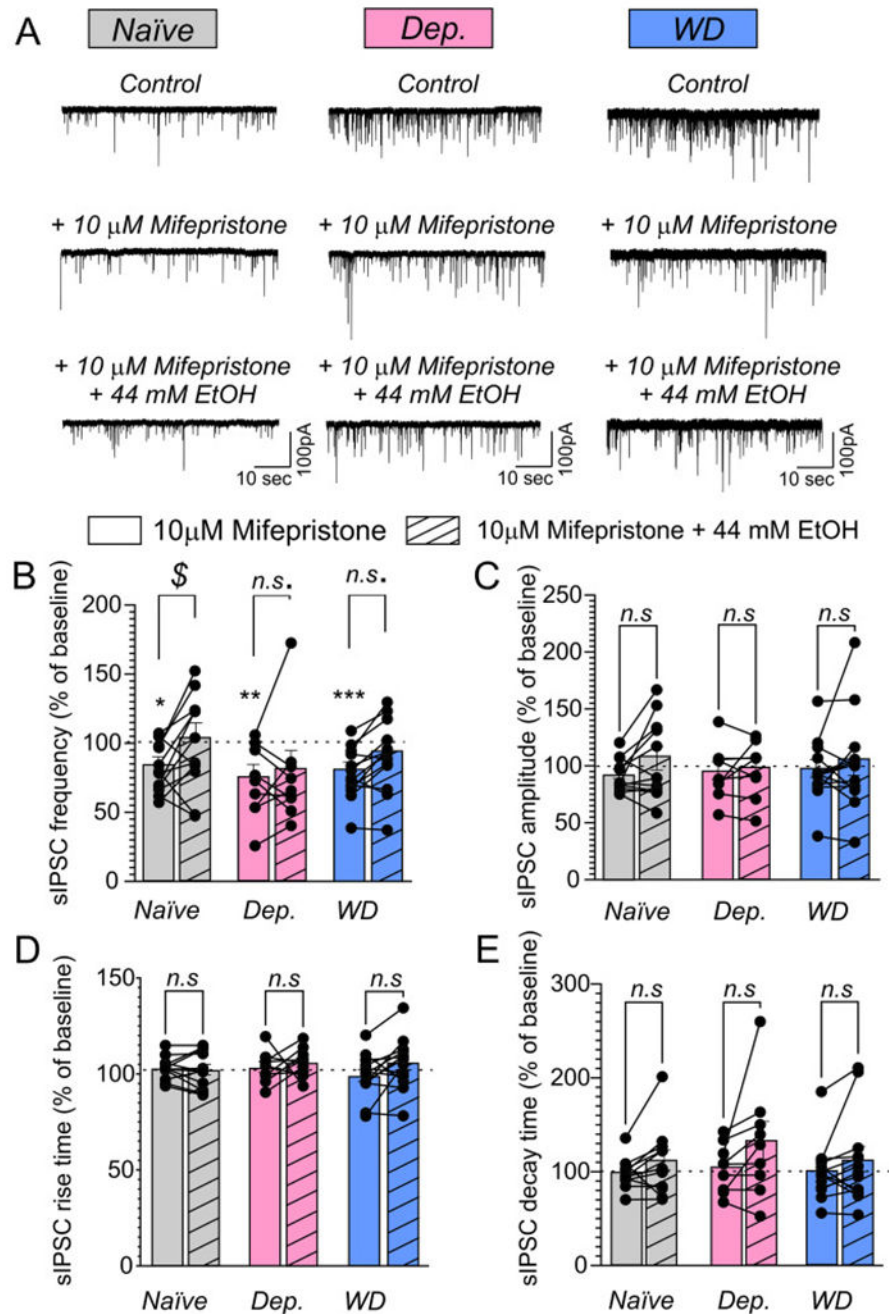 A
Naïve Dep. WD
Control Control Control
+ 10 μM Mifepristone + 10 μM Mifepristone + 10 μM Mifepristone
+ 10 μM Mifepristone + 10 μM Mifepristone + 10 μM Mifepristone
+ 44 mM EtOH + 44 mM EtOH + 44 mM EtOH
100pA 100pA 100pA
10 sec 10 sec 10 sec
10μM Mifepristone 10μM Mifepristone + 44 mM EtOH
B
sIPSC frequency (% of baseline)
200
150
100
50
0
$ n.s. n.s.
* ** ***
Naïve Dep. WD
C
sIPSC amplitude (% of baseline)
250
200
150
100
50
0
n.s n.s n.s
Naïve Dep. WD
D
sIPSC rise time (% of baseline)
150
100
50
0
n.s n.s n.s
Naïve Dep. WD
E
sIPSC decay time (% of baseline)
300
200
100
0
n.s n.s n.s
Naïve Dep. WD